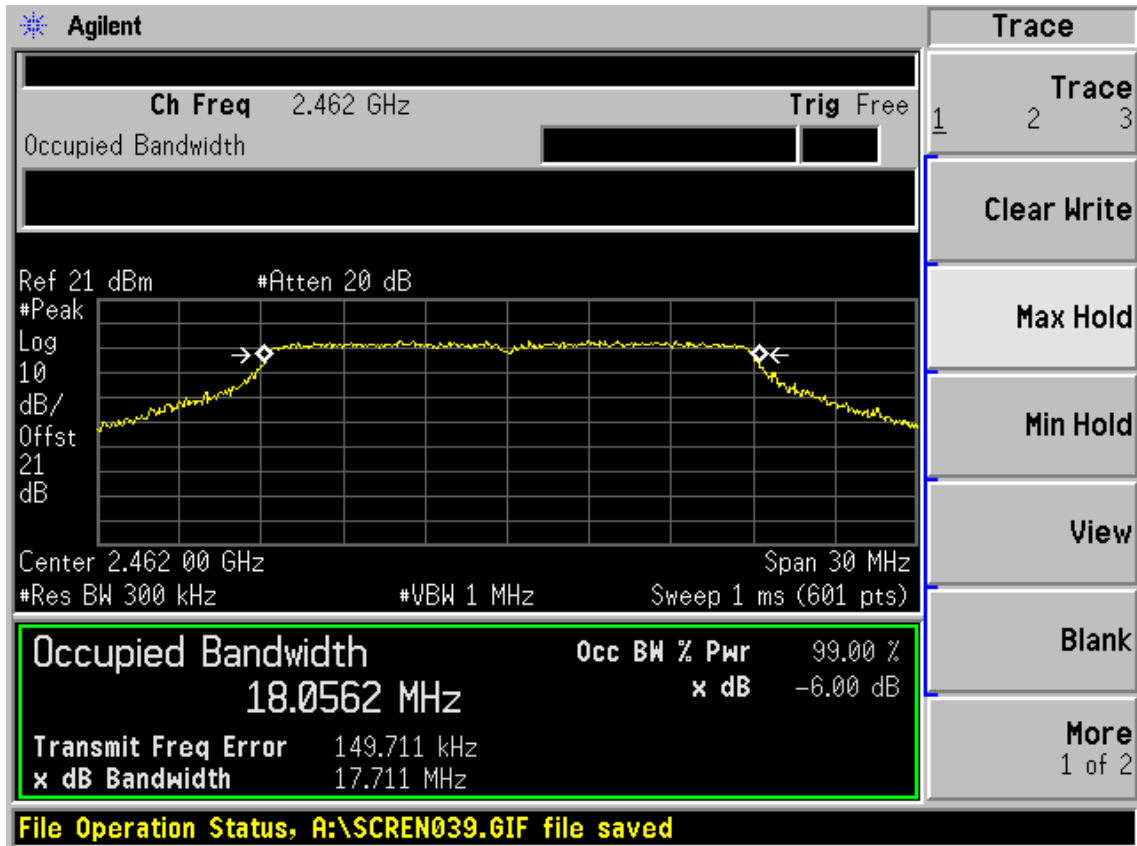 Agilent
Ch Freq 2.462 GHz Trig Free
Occupied Bandwidth
Ref 21 dBm #Atten 20 dB
#Peak
Log
10
dB/
Offst
21
dB
Center 2.462 00 GHz Span 30 MHz
#Res BW 300 kHz #VBW 1 MHz Sweep 1 ms (601 pts)
Occupied Bandwidth Occ BW % Pwr 99.00 %
18.0562 MHz x dB -6.00 dB
Transmit Freq Error 149.711 kHz
x dB Bandwidth 17.711 MHz
File Operation Status, A:\SCREN039.GIF file saved
Trace
Trace
1 2 3
Clear Write
Max Hold
Min Hold
View
Blank
More
1 of 2